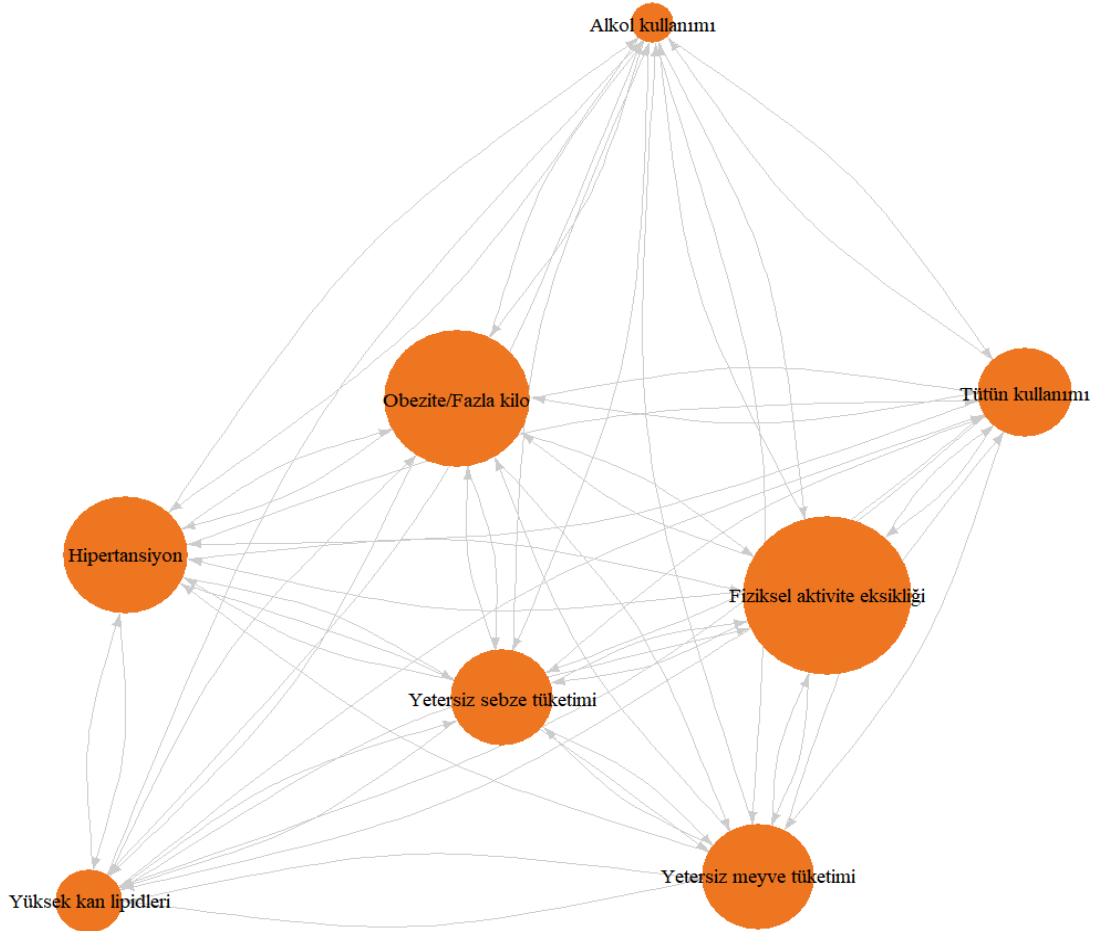 Alkol kullanımı
Tütün kullanımı
Obezite/Fazla kilo
Hipertansiyon
Fiziksel aktivite eksikliği
Yetersiz sebze tüketimi
Yetersiz meyve tüketimi
Yüksek kan lipidleri